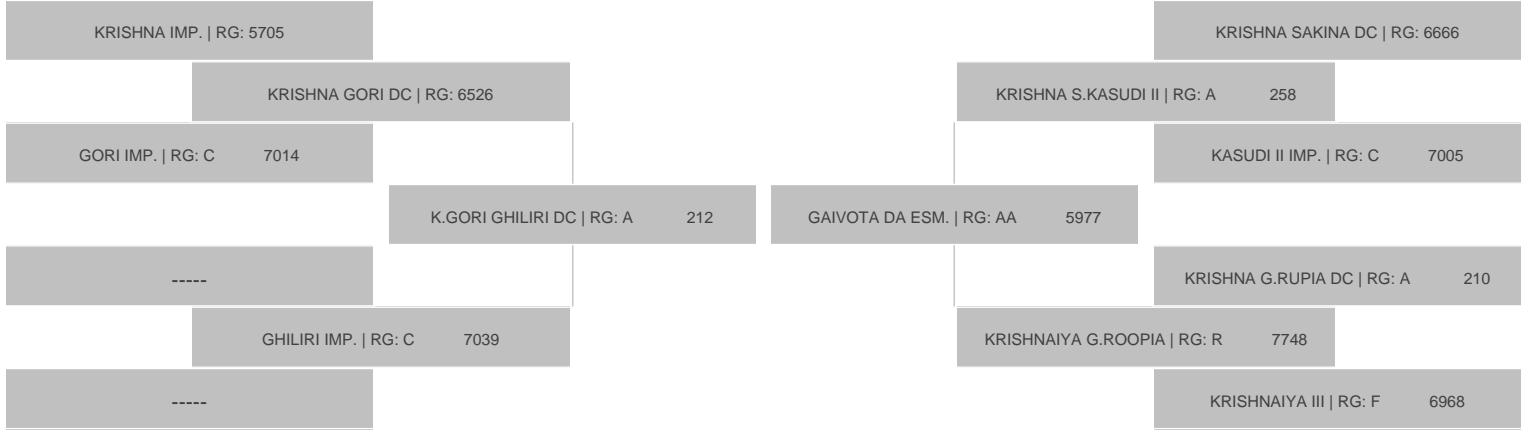 KRISHNA IMP. | RG: 5705
KRISHNA SAKINA DC | RG: 6666
KRISHNA GORI DC | RG: 6526
KRISHNA S.KASUDI II | RG: A 258
GORI IMP. | RG: C 7014
KASUDI II IMP. | RG: C 7005
K.GORI GHILIRI DC | RG: A 212
GAIVOTA DA ESM. | RG: AA 5977
-----
KRISHNA G.RUPIA DC | RG: A 210
GHILIRI IMP. | RG: C 7039
KRISHNAIYA G.ROOPIA | RG: R 7748
-----
KRISHNAIYA III | RG: F 6968